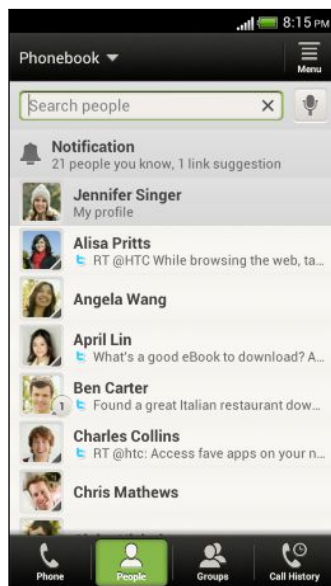 8:15 PM
Phonebook
Menu
Search people
Notification
21 people you know, 1 link suggestion
Jennifer Singer
My profile
Alisa Pritts
RT @HTC While browsing the web, ta...
Angela Wang
April Lin
What's a good eBook to download? A...
Ben Carter
1
Found a great Italian restaurant dow...
Charles Collins
RT @htc: Access fave apps on your n...
Chris Mathews
Phone
People
Groups
Call History